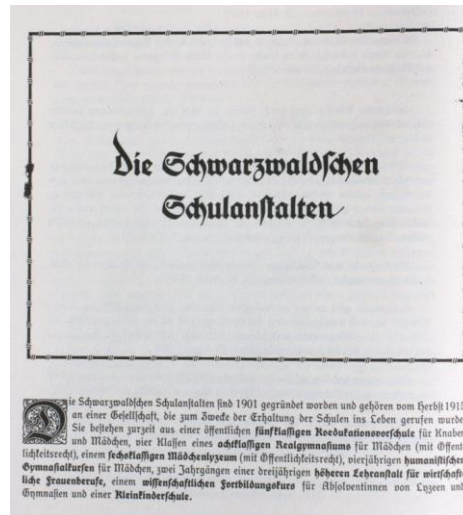 Die Schwarzwaldschen
Schulanstalten
Die Schwarzwaldschen Schulanstalten sind 1901 gegründet worden und gehören vom Herbst 1915
an einer Gesellschaft, die zum Zwecke der Erhaltung der Schulen ins Leben gerufen wurde
Sie bestehen zurzeit aus einer öffentlichen fünfklassigen Koedukationsvorschule für Knaben
und Mädchen, vier Klassen eines achtklassigen Realgymnasiums für Mädchen (mit Öffent
lichkeitsrecht), einem sechsklassigen Mädchenlyzeum (mit Öffentlichkeitsrecht), vierjährigen humanistischen
Gymnasialkursen für Mädchen, zwei Jahrgängen einer dreijährigen höheren Lehranstalt für wirtschaft-
liche Frauenberufe, einem wissenschaftlichen Fortbildungskurs für Absolventinnen von Lyzeen und
Gymnasien und einer Kleinkinderschule.